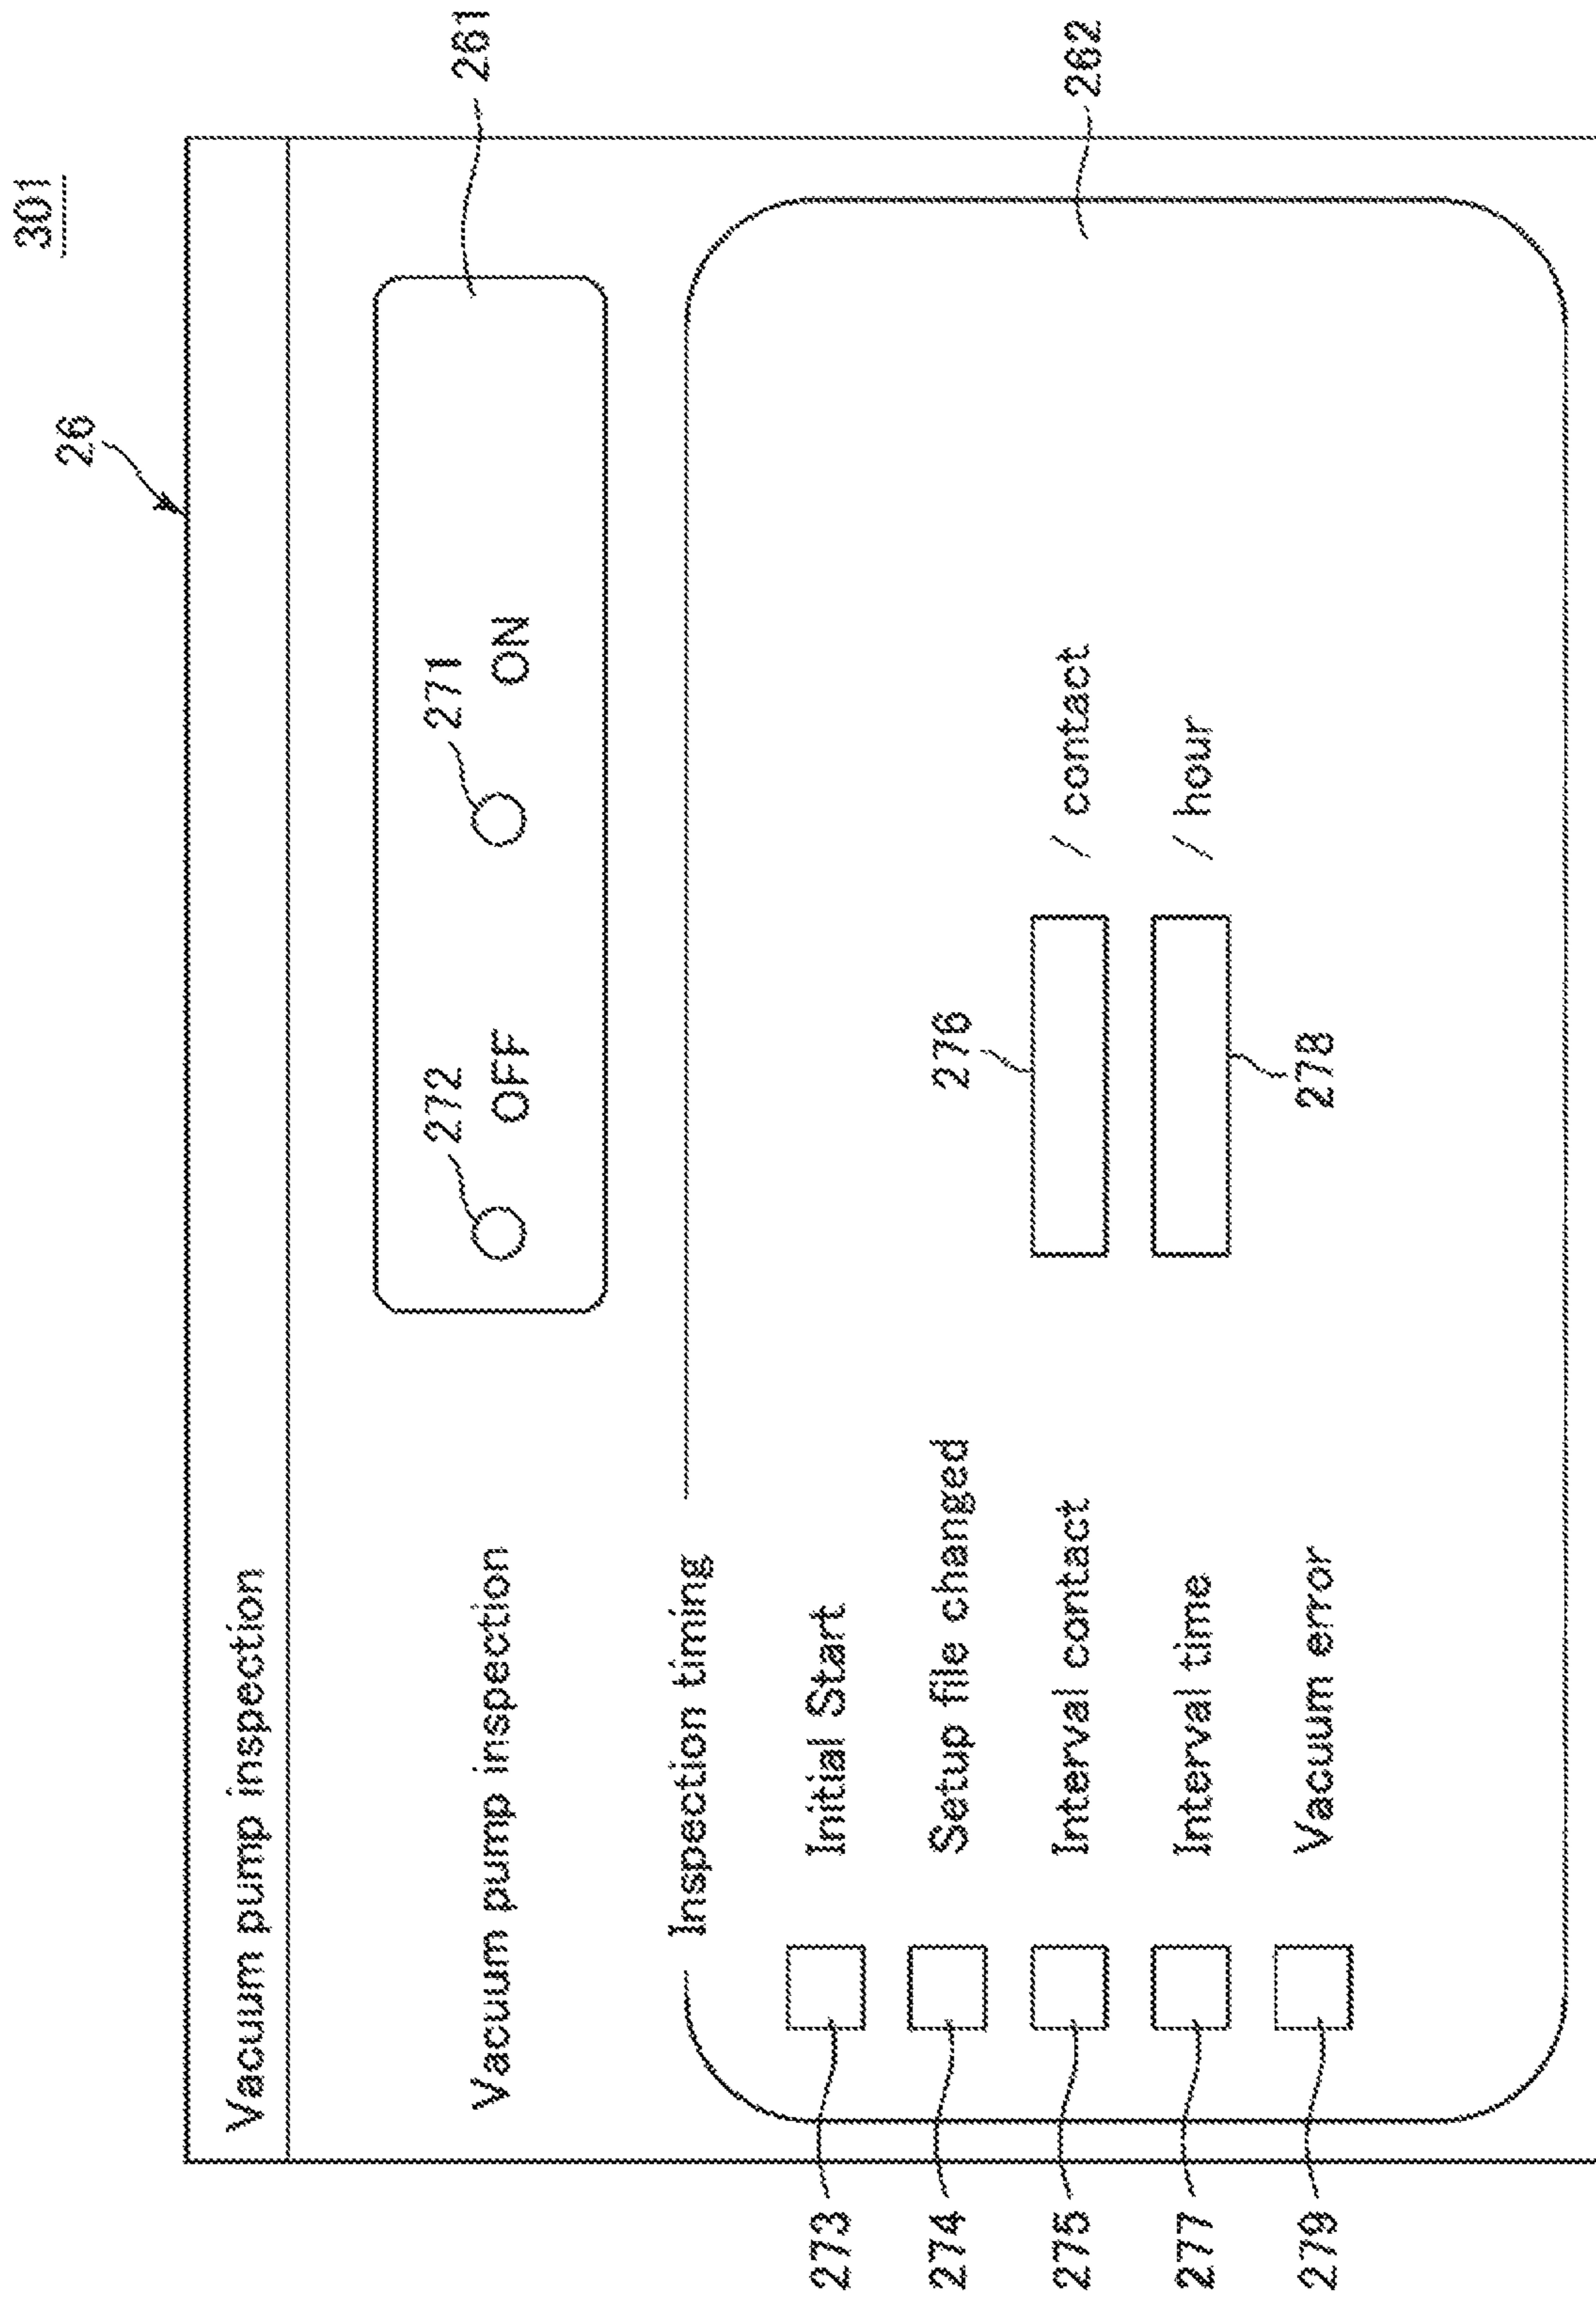 301
26
Vacuum pump inspection
261
272
271
Vacuum pump inspection
OFF
ON
Inspection timing
262
273
Initial Start
274
Setup file changed
276
275
Interval contact
/ contact
277
Interval time
/ hour
279
Vacuum error
278